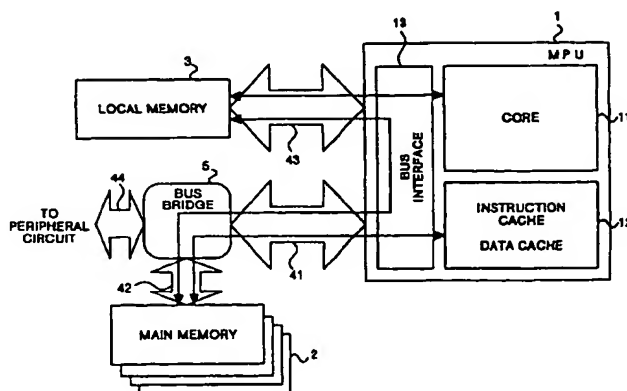 1
MPU
13
3
LOCAL MEMORY
CORE
11
43
BUS INTERFACE
5
BUS BRIDGE
44
TO PERIPHERAL CIRCUIT
INSTRUCTION CACHE
DATA CACHE
12
41
42
MAIN MEMORY
2